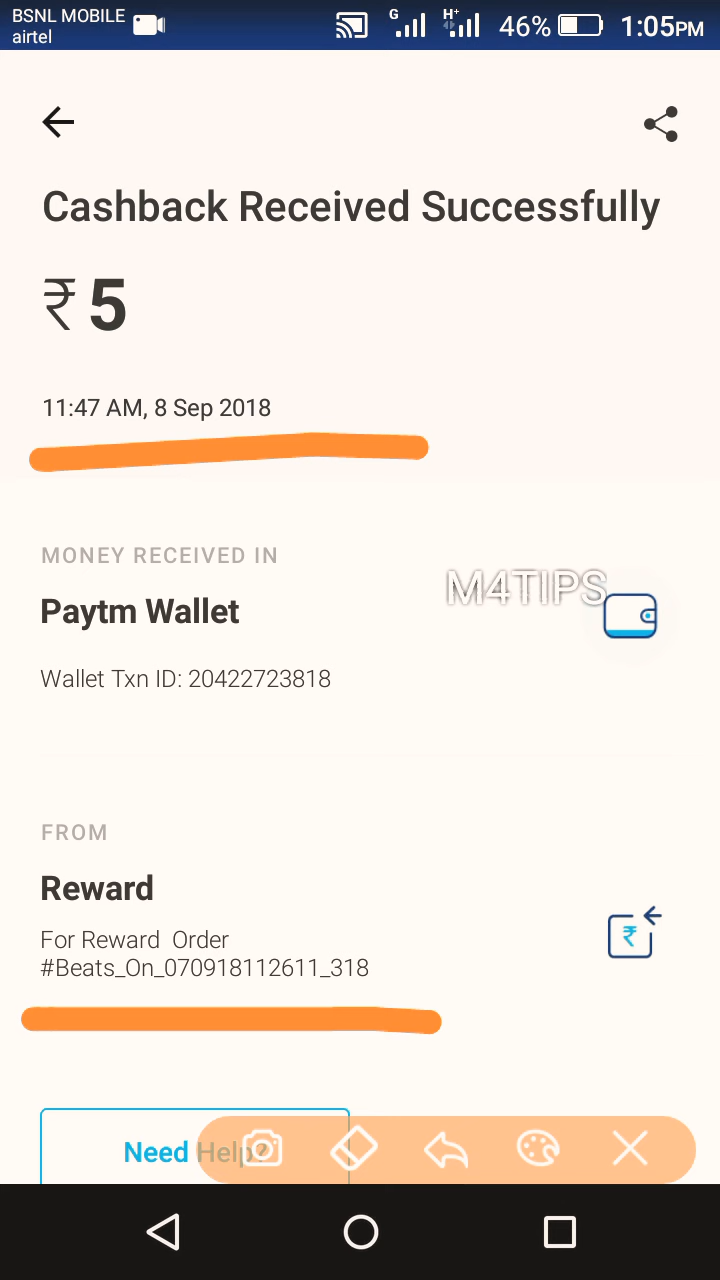 BSNL MOBILE
airtel
G H+ 46% 1:05PM
Cashback Received Successfully
₹5
11:47 AM, 8 Sep 2018
MONEY RECEIVED IN
M4TIPS
Paytm Wallet
Wallet Txn ID: 20422723818
FROM
Reward
For Reward  Order
₹
#Beats_On_070918112611_318
Need Help?